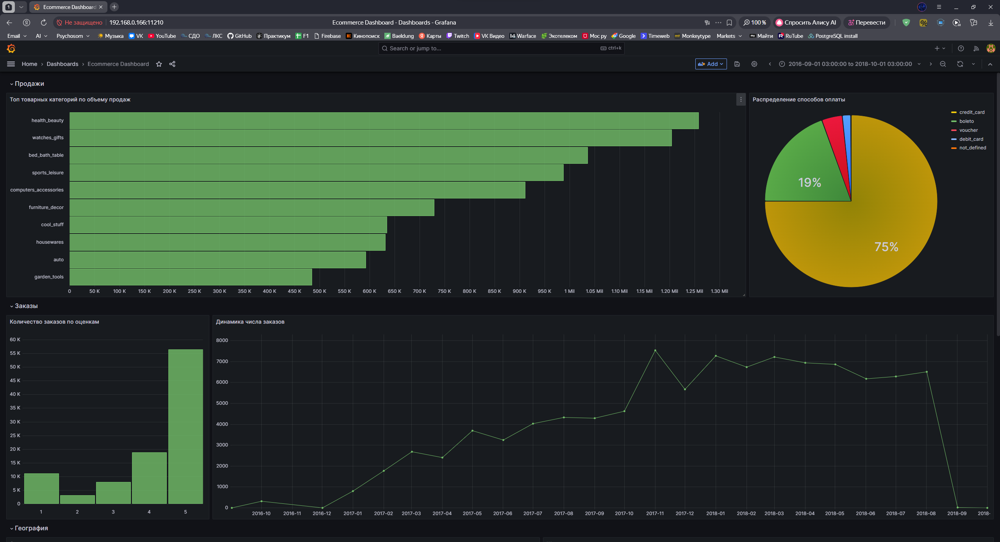 1
Ecommerce Dashboard
Не защищено
192.168.0.166:11210
Ecommerce Dashboard - Dashboards - Grafana
100 %
Спросить Алису AI
Перевести
Email
AI
Psychosom
Музыка
VK
YouTube
СДО
ЛКС
GitHub
Практикум
F1
Firebase
Кинопоиск
Baeldung
Карты
Twitch
VK Видео
Warface
Экотелеком
Мос ру
Google
Timeweb
Monkeytype
Markets
Майти
RuTube
PostgreSQL install
Search or jump to...
ctrl+k
Home
Dashboards
Ecommerce Dashboard
Add
2016-09-01 03:00:00 to 2018-10-01 03:00:00
Продажи
Топ товарных категорий по объему продаж
health_beauty
watches_gifts
bed_bath_table
sports_leisure
computers_accessories
furniture_decor
cool_stuff
housewares
auto
garden_tools
0 50 K 100 K 150 K 200 K 250 K 300 K 350 K 400 K 450 K 500 K 550 K 600 K 650 K 700 K 750 K 800 K 850 K 900 K 950 K 1 Mil 1.05 Mil 1.10 Mil 1.15 Mil 1.20 Mil 1.25 Mil 1.30 Mil
Распределение способов оплаты
credit_card
boleto
voucher
debit_card
not_defined
19%
75%
Заказы
Количество заказов по оценкам
60 K
55 K
50 K
45 K
40 K
35 K
30 K
25 K
20 K
15 K
10 K
5 K
0
1 2 3 4 5
Динамика числа заказов
8000
7000
6000
5000
4000
3000
2000
1000
0
2016-10 2016-11 2016-12 2017-01 2017-02 2017-03 2017-04 2017-05 2017-06 2017-07 2017-08 2017-09 2017-10 2017-11 2017-12 2018-01 2018-02 2018-03 2018-04 2018-05 2018-06 2018-07 2018-08 2018-09 2018-
География